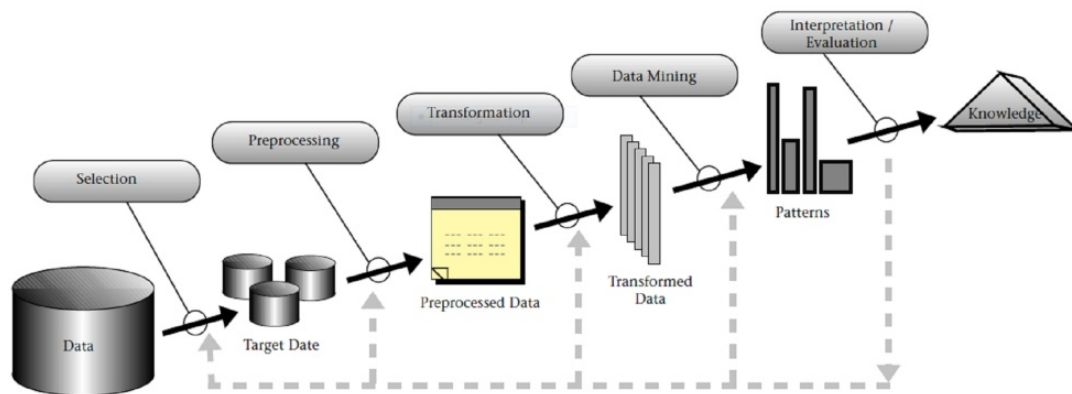 Interpretation /
Evaluation
Data Mining
Transformation
Preprocessing
Selection
Knowledge
Patterns
Transformed
Data
Preprocessed Data
Target Date
Data